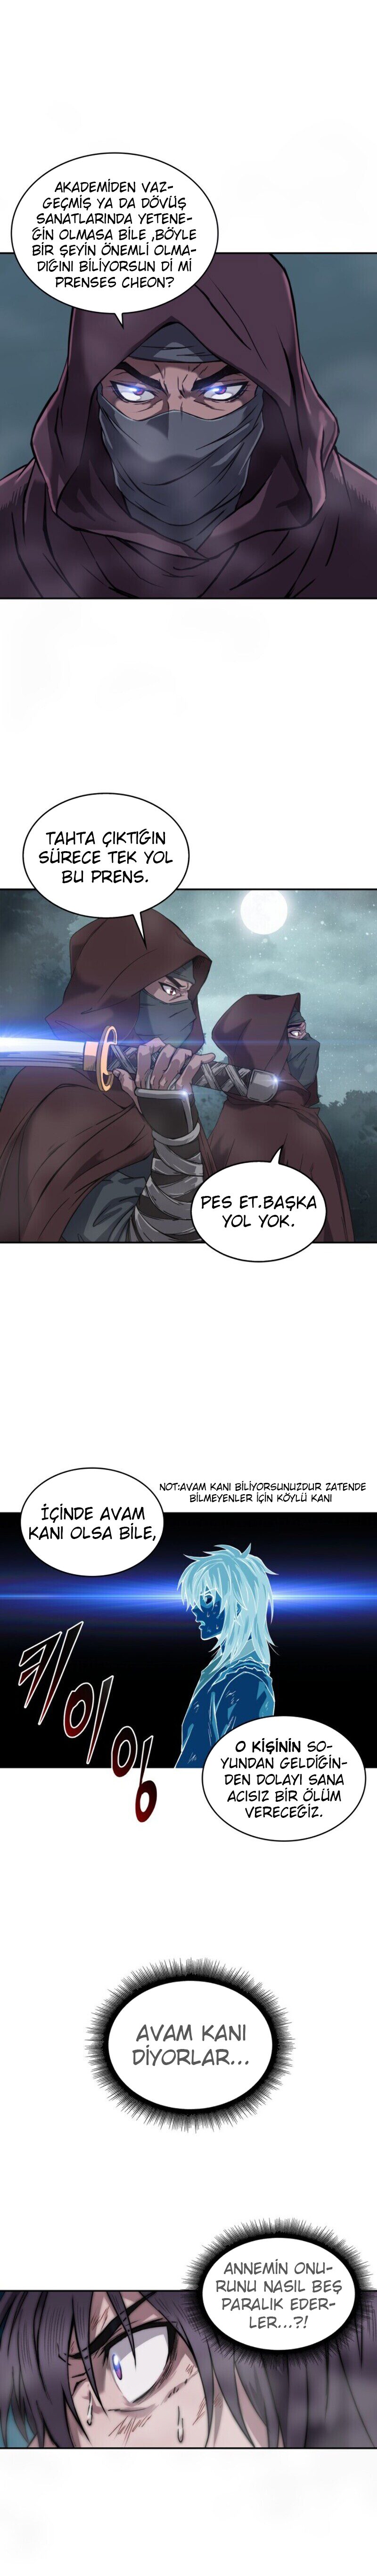 AKADEMİDEN VAZ-
GEÇMİŞ YA DA DÖVÜŞ
SANATLARINDA YETENE-
ĞİN OLMASA BİLE ,BÖYLE
BİR ŞEYİN ÖNEMLİ OLMA-
DIĞINI BİLİYORSUN Dİ Mİ
PRENSES CHEON?
TAHTA ÇIKTIĞIN
SÜRECE TEK YOL
BU PRENS.
PES ET.BAŞKA
YOL YOK.
NOT:AVAM KANI BİLİYORSUNUZDUR ZATENDE
BİLMEYENLER İÇİN KÖYLÜ KANI
İÇİNDE AVAM
KANI OLSA BİLE,
키이잉
O KİŞİNİN SO-
YUNDAN GELDİĞİN-
DEN DOLAYI SANA
ACISIZ BİR ÖLÜM
VERECEĞİZ.
AVAM KANI
DİYORLAR...
ANNEMİN ONU-
RUNU NASIL BEŞ
PARALIK EDER-
LER...?!